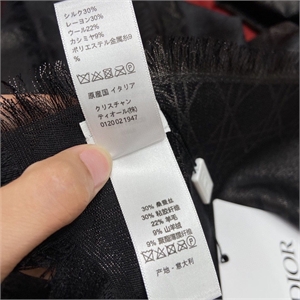 シルク30%
レーヨン30%
ウール22%
カシミヤ9%
ポリエステル金属S9
%
原産国 イタリア
クリスチャン
ディオール(株)
0120 02 1947
30% 桑蚕丝
30% 粘胶纤维
22% 羊毛
9% 山羊绒
9% 聚酯薄膜纤维
产地·意大利
DIOR